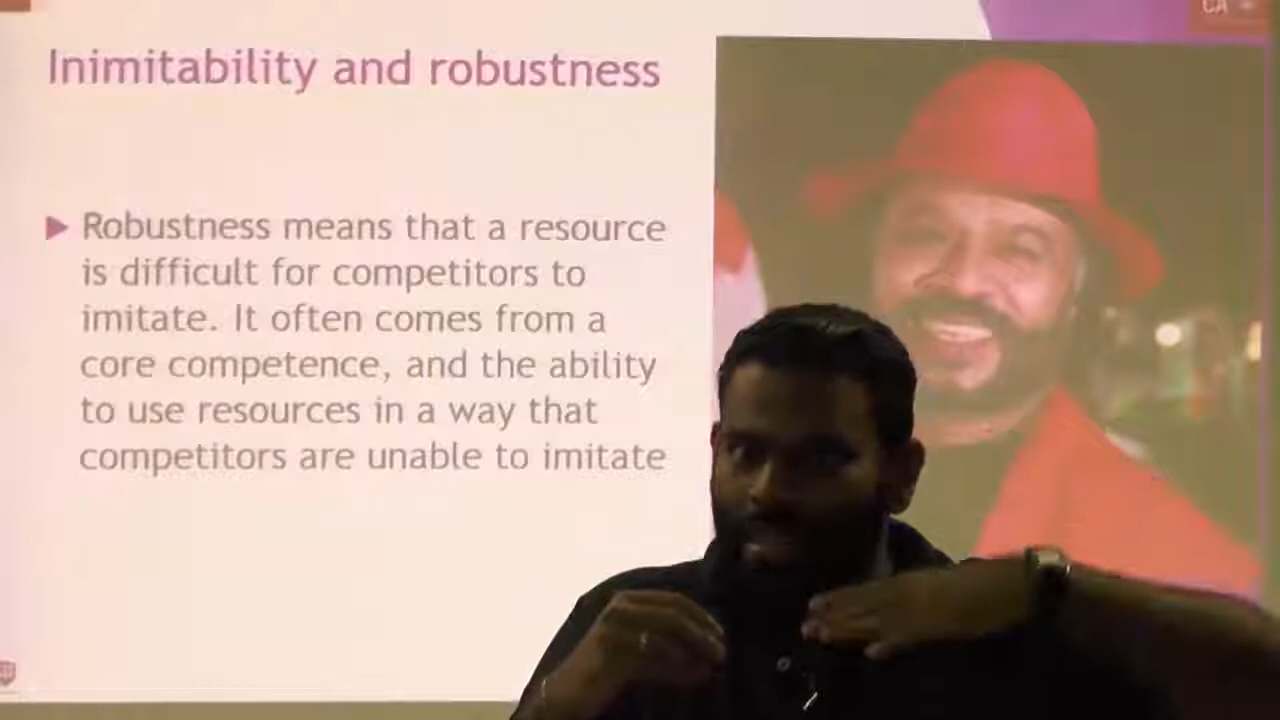 CA
Inimitability and robustness
Robustness means that a resource
is difficult for competitors to
imitate. It often comes from a
core competence, and the ability
to use resources in a way that
competitors are unable to imitate